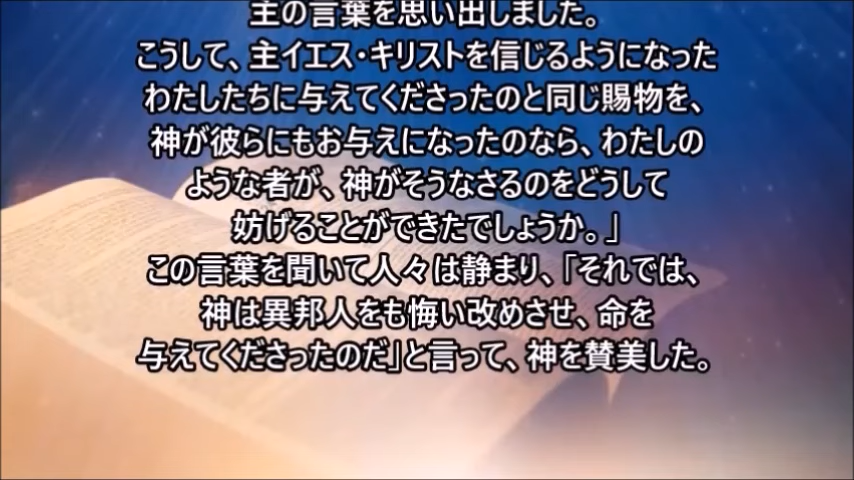 主の言葉を思い出しました。
こうして、主イエス・キリストを信じるようになった
わたしたちに与えてくださったのと同じ賜物を、
神が彼らにもお与えになったのなら、わたしの
ような者が、神がそうなさるのをどうして
妨げることができたでしょうか。」
この言葉を聞いて人々は静まり、「それでは、
神は異邦人をも悔い改めさせ、命を
与えてくださったのだ」と言って、神を賛美した。